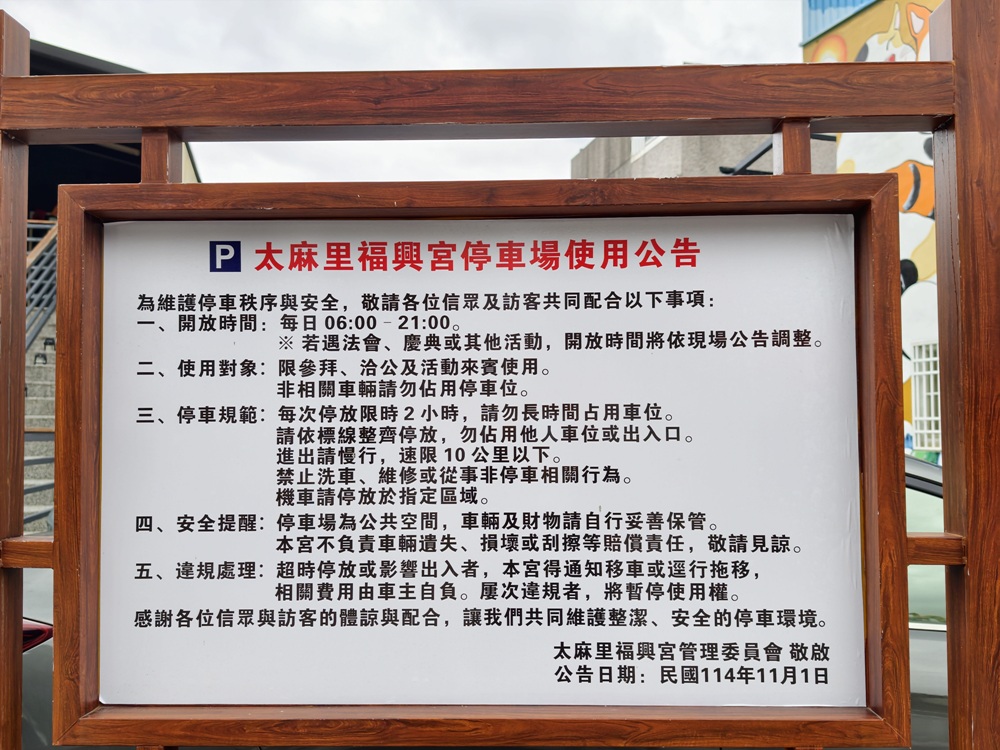 P 太麻里福興宮停車場使用公告
為維護停車秩序與安全，敬請各位信眾及訪客共同配合以下事項：
一、開放時間：每日 06:00 - 21:00。
※ 若遇法會、慶典或其他活動，開放時間將依現場公告調整。
二、使用對象：限參拜、洽公及活動來賓使用。
非相關車輛請勿佔用停車位。
三、停車規範：每次停放限時 2 小時，請勿長時間占用車位。
請依標線整齊停放，勿佔用他人車位或出入口。
進出請慢行，速限 10 公里以下。
禁止洗車、維修或從事非停車相關行為。
機車請停放於指定區域。
四、安全提醒：停車場為公共空間，車輛及財物請自行妥善保管。
本宮不負責車輛遺失、損壞或刮擦等賠償責任，敬請見諒。
五、違規處理：超時停放或影響出入者，本宮得通知移車或逕行拖移，
相關費用由車主自負。屢次違規者，將暫停使用權。
感謝各位信眾與訪客的體諒與配合，讓我們共同維護整潔、安全的停車環境。
太麻里福興宮管理委員會 敬啟
公告日期：民國114年11月1日